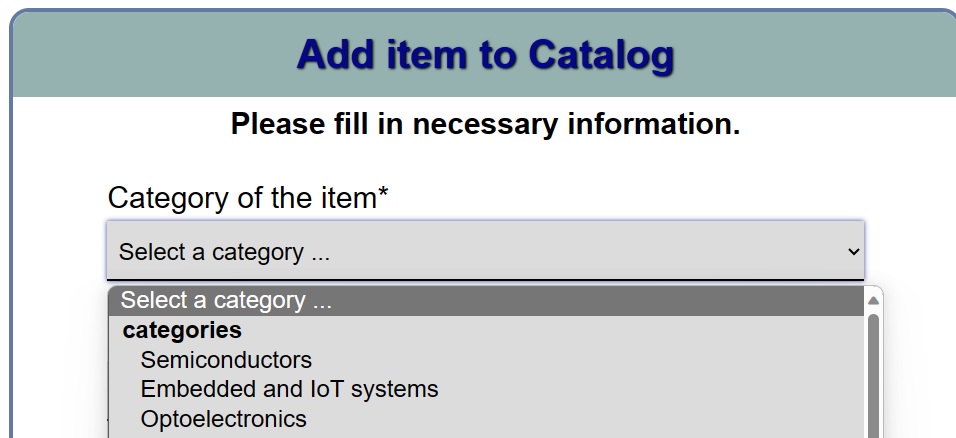 Add item to Catalog
Please fill in necessary information.
Category of the item*
Select a category ...
Select a category ...
categories
Semiconductors
Embedded and IoT systems
Optoelectronics